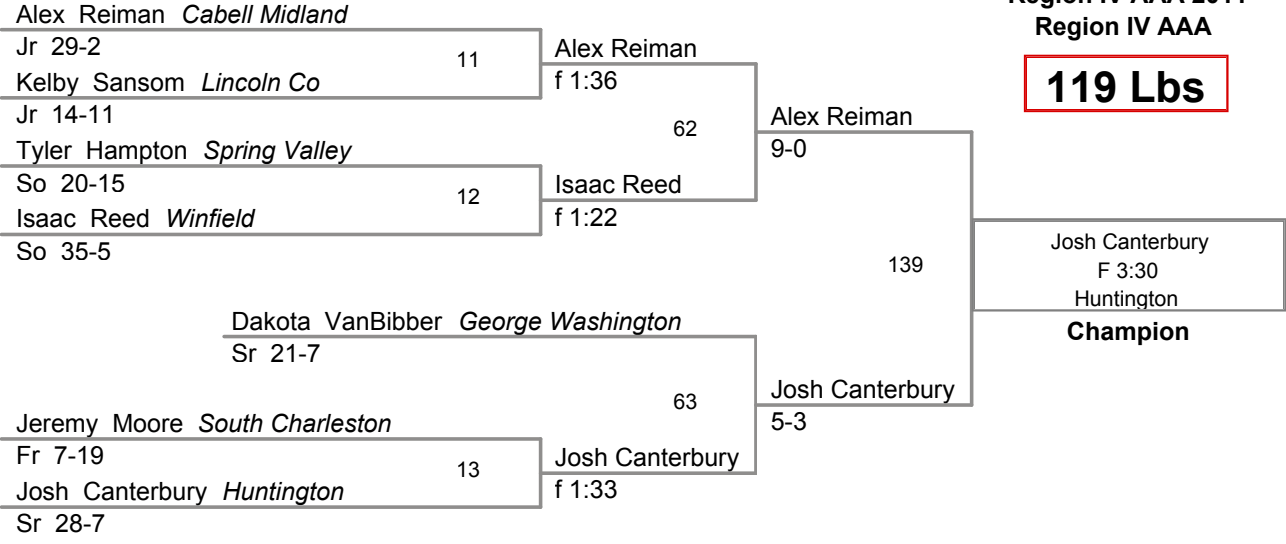 Region IV AAA 2011
Region IV AAA
119 Lbs
Alex Reiman Cabell Midland
Jr 29-2
11
Kelby Sansom Lincoln Co
Jr 14-11
Alex Reiman
f 1:36
62
Tyler Hampton Spring Valley
So 20-15
12
Isaac Reed Winfield
So 35-5
Isaac Reed
f 1:22
Alex Reiman
9-0
139
Dakota VanBibber George Washington
Sr 21-7
63
Jeremy Moore South Charleston
Fr 7-19
13
Josh Canterbury Huntington
Sr 28-7
Josh Canterbury
f 1:33
Josh Canterbury
5-3
Josh Canterbury
F 3:30
Huntington
Champion